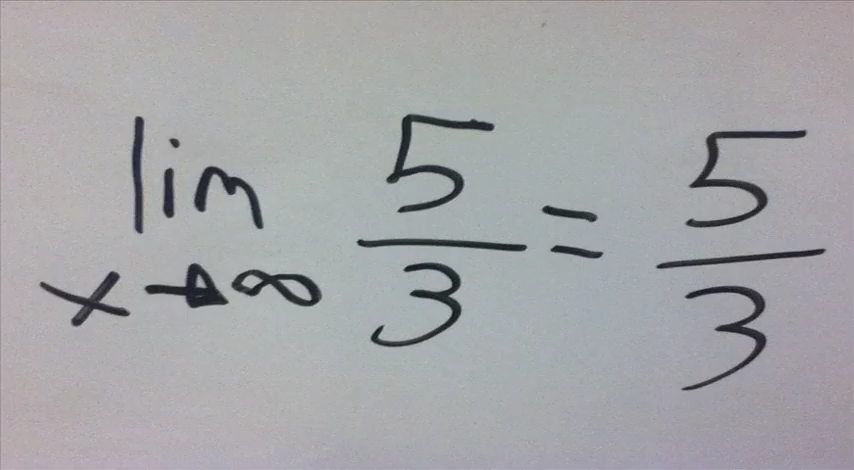 lim x→∞ 5/3 = 5/3